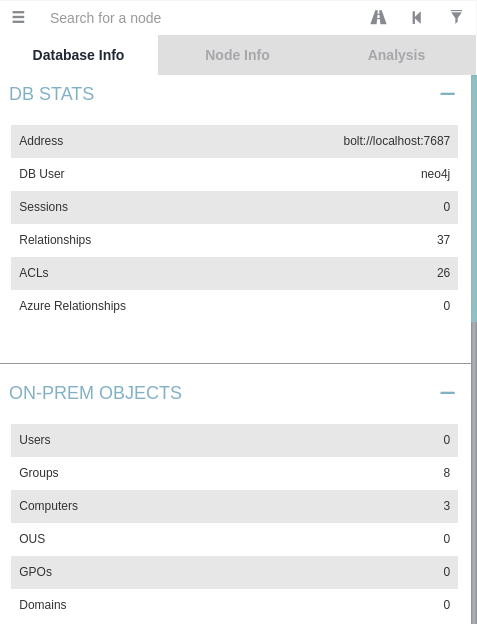 Search for a node
Database Info Node Info Analysis
DB STATS
Address bolt://localhost:7687
DB User neo4j
Sessions 0
Relationships 37
ACLs 26
Azure Relationships 0
ON-PREM OBJECTS
Users 0
Groups 8
Computers 3
OUS 0
GPOs 0
Domains 0